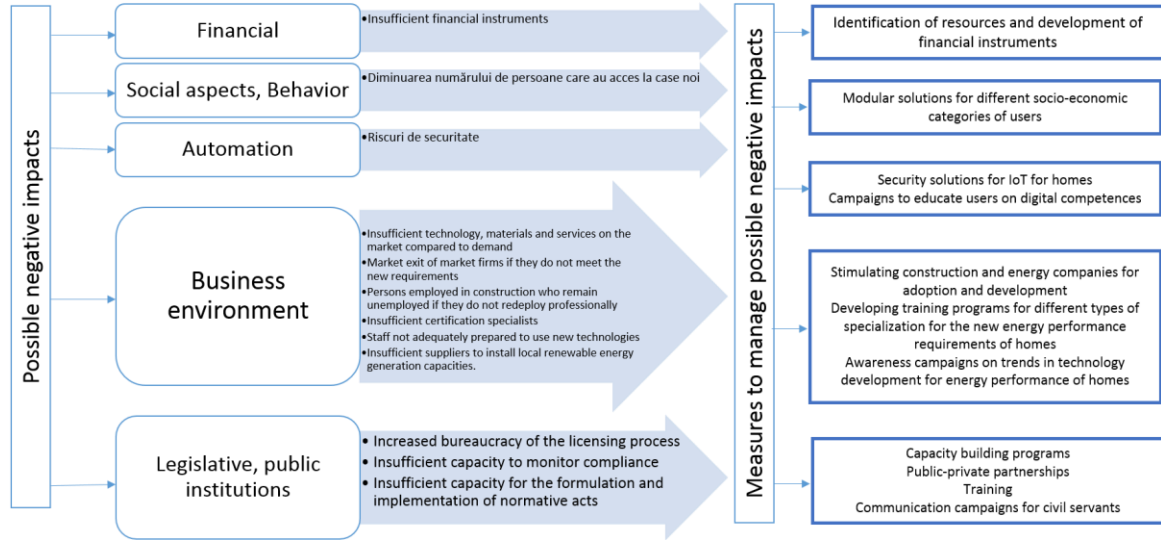 Possible negative impacts
Financial
•Insufficient financial instruments
Identification of resources and development of
financial instruments
Social aspects, Behavior
•Diminuarea numărului de persoane care au acces la case noi
Modular solutions for different socio-economic
categories of users
Automation
•Riscuri de securitate
Security solutions for IoT for homes
Campaigns to educate users on digital competences
Business
environment
•Insufficient technology, materials and services on the
market compared to demand
•Market exit of market firms if they do not meet the
new requirements
•Persons employed in construction who remain
unemployed if they do not redeploy professionally
•Insufficient certification specialists
•Staff not adequately prepared to use new technologies
•Insufficient suppliers to install local renewable energy
generation capacities.
Stimulating construction and energy companies for
adoption and development
Developing training programs for different types of
specialization for the new energy performance
requirements of homes
Awareness campaigns on trends in technology
development for energy performance of homes
Legislative, public
institutions
• Increased bureaucracy of the licensing process
• Insufficient capacity to monitor compliance
• Insufficient capacity for the formulation and
implementation of normative acts
Measures to manage possible negative impacts
Capacity building programs
Public-private partnerships
Training
Communication campaigns for civil servants